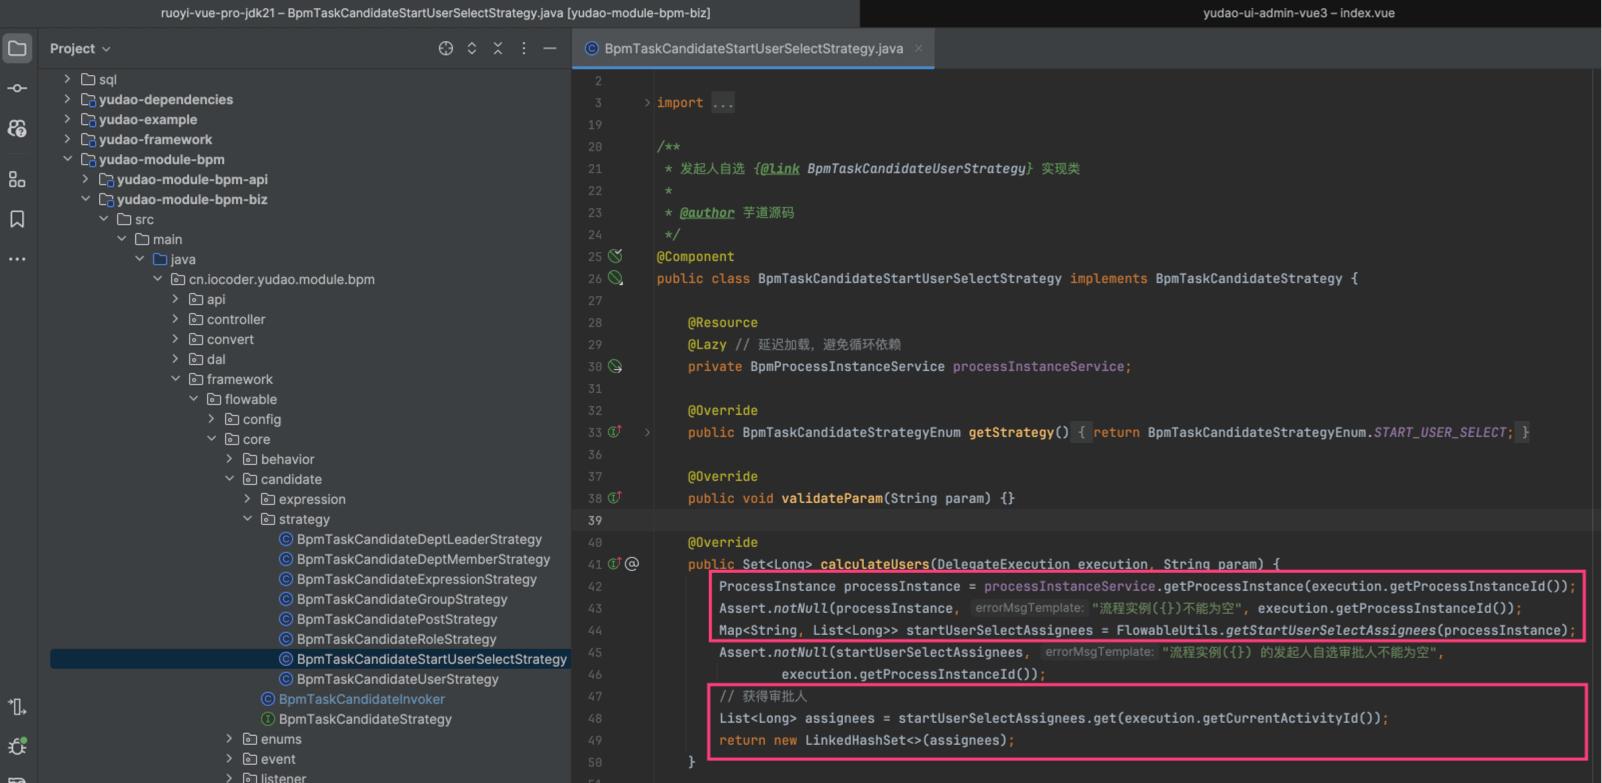 ruoyi-vue-pro-jdk21 – BpmTaskCandidateStartUserSelectStrategy.java [yudao-module-bpm-biz]
yudao-ui-admin-vue3 – index.vue
Project
sql
yudao-dependencies
yudao-example
yudao-framework
yudao-module-bpm
yudao-module-bpm-api
yudao-module-bpm-biz
src
main
java
cn.iocoder.yudao.module.bpm
api
controller
convert
dal
framework
flowable
config
core
behavior
candidate
expression
strategy
BpmTaskCandidateDeptLeaderStrategy
BpmTaskCandidateDeptMemberStrategy
BpmTaskCandidateExpressionStrategy
BpmTaskCandidateGroupStrategy
BpmTaskCandidatePostStrategy
BpmTaskCandidateRoleStrategy
BpmTaskCandidateStartUserSelectStrategy
BpmTaskCandidateUserStrategy
BpmTaskCandidateInvoker
BpmTaskCandidateStrategy
enums
event
listener
BpmTaskCandidateStartUserSelectStrategy.java
2
3 import ...
19
20 /**
21 * 发起人自选 {@link BpmTaskCandidateUserStrategy} 实现类
22 *
23 * @author 芋道源码
24 */
25 @Component
26 public class BpmTaskCandidateStartUserSelectStrategy implements BpmTaskCandidateStrategy {
27
28 @Resource
29 @Lazy // 延迟加载，避免循环依赖
30 private BpmProcessInstanceService processInstanceService;
31
32 @Override
33 public BpmTaskCandidateStrategyEnum getStrategy() { return BpmTaskCandidateStrategyEnum.START_USER_SELECT; }
36
37 @Override
38 public void validateParam(String param) {}
39
40 @Override
41 public Set<Long> calculateUsers(DelegateExecution execution, String param) {
42 ProcessInstance processInstance = processInstanceService.getProcessInstance(execution.getProcessInstanceId());
43 Assert.notNull(processInstance, errorMsgTemplate: "流程实例({})不能为空", execution.getProcessInstanceId());
44 Map<String, List<Long>> startUserSelectAssignees = FlowableUtils.getStartUserSelectAssignees(processInstance);
45 Assert.notNull(startUserSelectAssignees, errorMsgTemplate: "流程实例({}) 的发起人自选审批人不能为空",
46 execution.getProcessInstanceId());
47 // 获得审批人
48 List<Long> assignees = startUserSelectAssignees.get(execution.getCurrentActivityId());
49 return new LinkedHashSet<>(assignees);
50 }